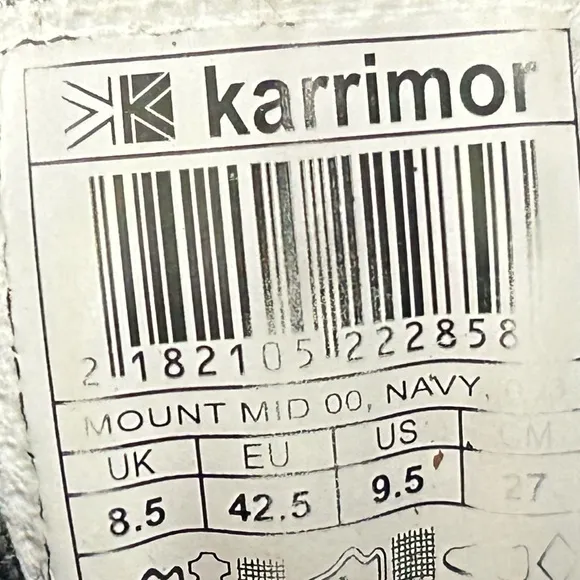 karrimor
2 182105 222858
MOUNT MID 00, NAVY,
UK EU US CM
8.5 42.5 9.5 27